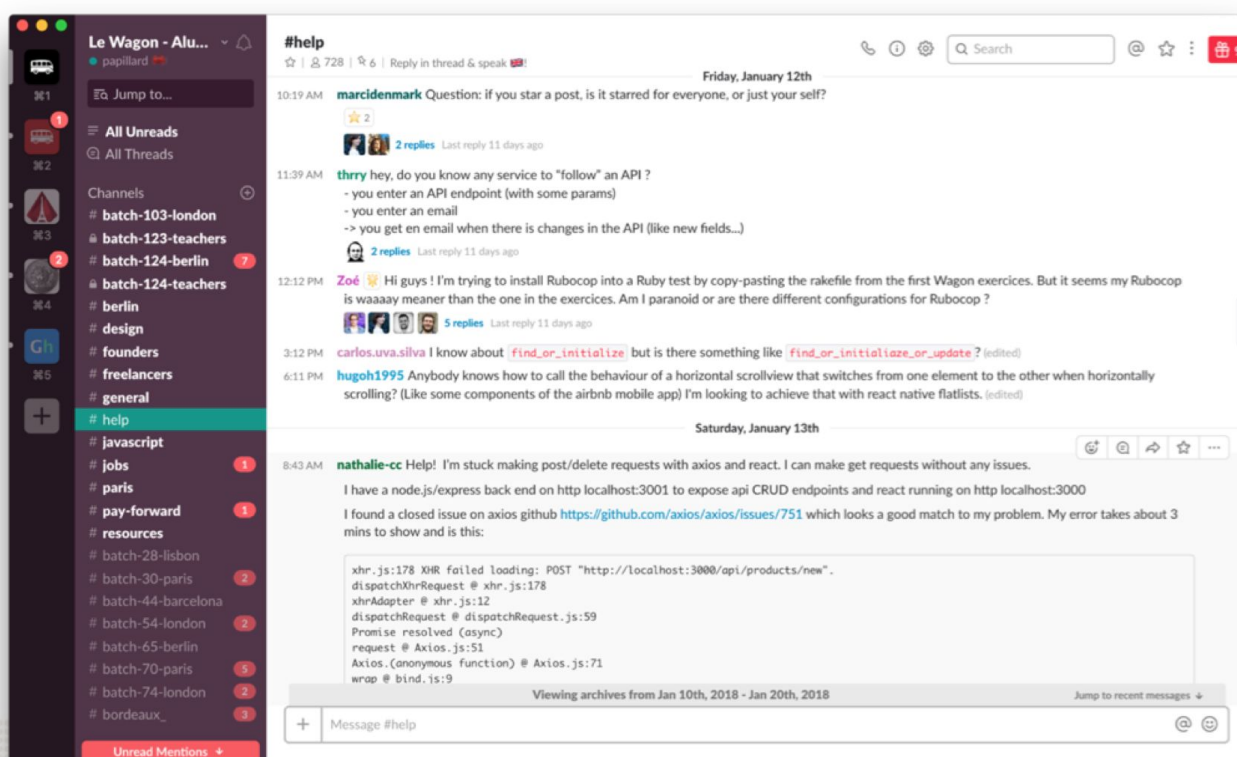 Le Wagon - Alu...
papillard
Jump to...
All Unreads
All Threads
Channels
# batch-103-london
batch-123-teachers
# batch-124-berlin 7
batch-124-teachers
# berlin
# design
# founders
# freelancers
# general
# help
# javascript
# jobs 1
# paris
# pay-forward 1
# resources
# batch-28-lisbon
# batch-30-paris 2
# batch-44-barcelona
# batch-54-london 2
# batch-65-berlin
# batch-70-paris 5
# batch-74-london 2
# bordeaux_ 3
Unread Mentions ↓
⌘1
1
⌘2
⌘3
2
⌘4
Gh
⌘5
#help
728 | 6 | Reply in thread & speak !
Search
Friday, January 12th
10:19 AM marcidenmark Question: if you star a post, is it starred for everyone, or just your self?
2
2 replies Last reply 11 days ago
11:39 AM thrry hey, do you know any service to "follow" an API ?
- you enter an API endpoint (with some params)
- you enter an email
-> you get en email when there is changes in the API (like new fields...)
2 replies Last reply 11 days ago
12:12 PM Zoé Hi guys ! I'm trying to install Rubocop into a Ruby test by copy-pasting the rakefile from the first Wagon exercices. But it seems my Rubocop
is waaaay meaner than the one in the exercices. Am I paranoid or are there different configurations for Rubocop ?
5 replies Last reply 11 days ago
3:12 PM carlos.uva.silva I know about find_or_initialize but is there something like find_or_initialiaze_or_update ? (edited)
6:11 PM hugoh1995 Anybody knows how to call the behaviour of a horizontal scrollview that switches from one element to the other when horizontally
scrolling? (Like some components of the airbnb mobile app) I'm looking to achieve that with react native flatlists. (edited)
Saturday, January 13th
8:43 AM nathalie-cc Help! I'm stuck making post/delete requests with axios and react. I can make get requests without any issues.
I have a node.js/express back end on http localhost:3001 to expose api CRUD endpoints and react running on http localhost:3000
I found a closed issue on axios github https://github.com/axios/axios/issues/751 which looks a good match to my problem. My error takes about 3
mins to show and is this:
xhr.js:178 XHR failed loading: POST "http://localhost:3000/api/products/new".
dispatchXhrRequest @ xhr.js:178
xhrAdapter @ xhr.js:12
dispatchRequest @ dispatchRequest.js:59
Promise resolved (async)
request @ Axios.js:51
Axios.(anonymous function) @ Axios.js:71
wrap @ bind.js:9
Viewing archives from Jan 10th, 2018 - Jan 20th, 2018
Jump to recent messages ↓
Message #help